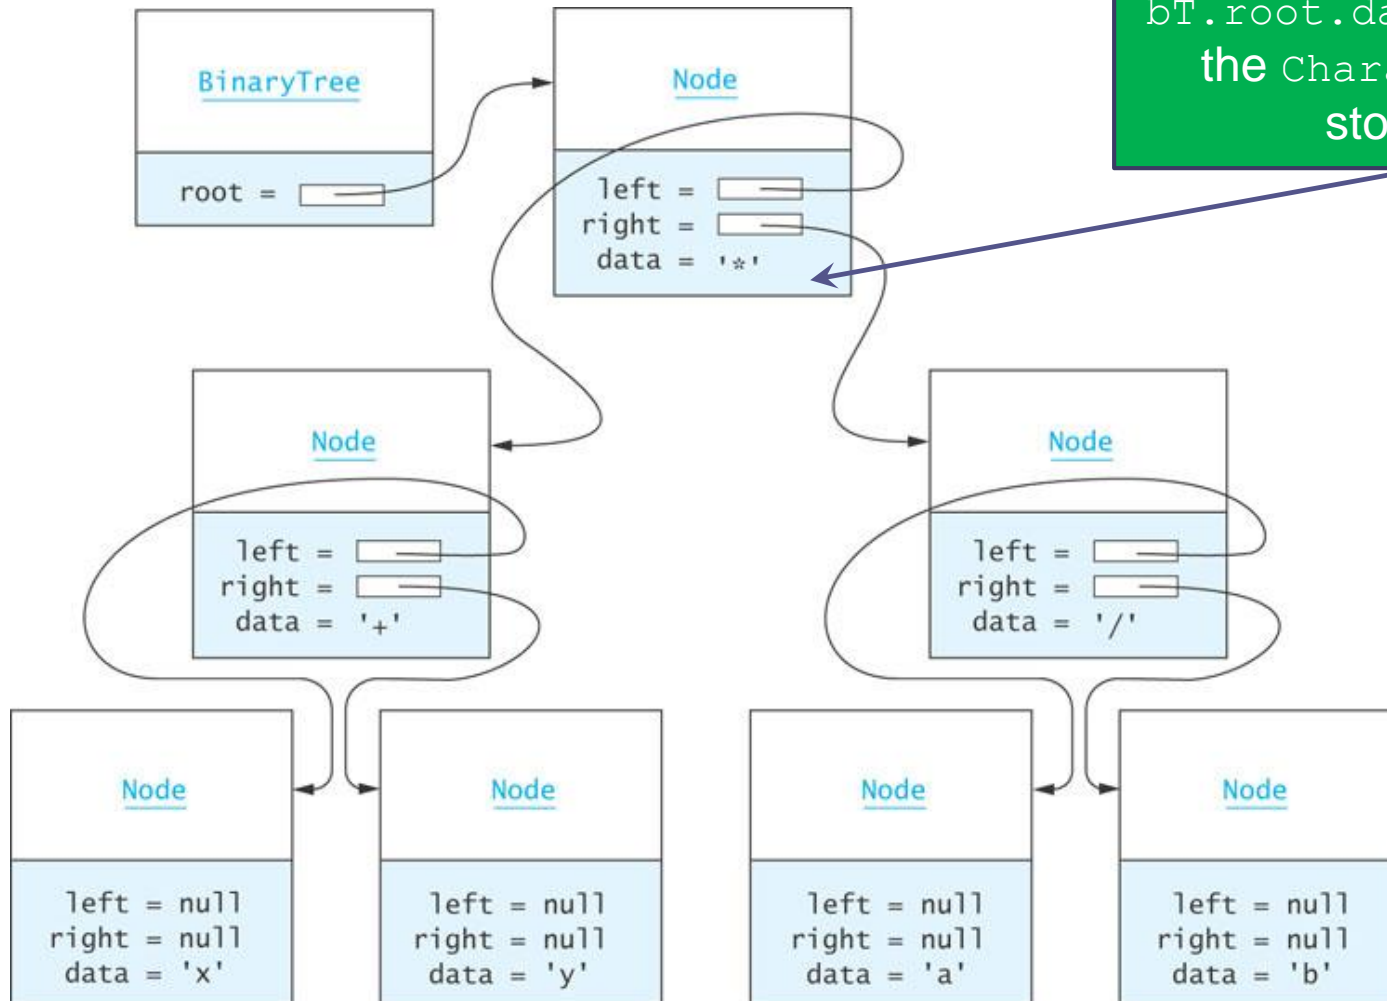 bT.root.da
the Chara
sto
BinaryTree
root =
Node
left =
right =
data = '*'
Node
left =
right =
data = '+'
Node
left =
right =
data = '/'
Node
left = null
right = null
data = 'x'
Node
left = null
right = null
data = 'y'
Node
left = null
right = null
data = 'a'
Node
left = null
right = null
data = 'b'